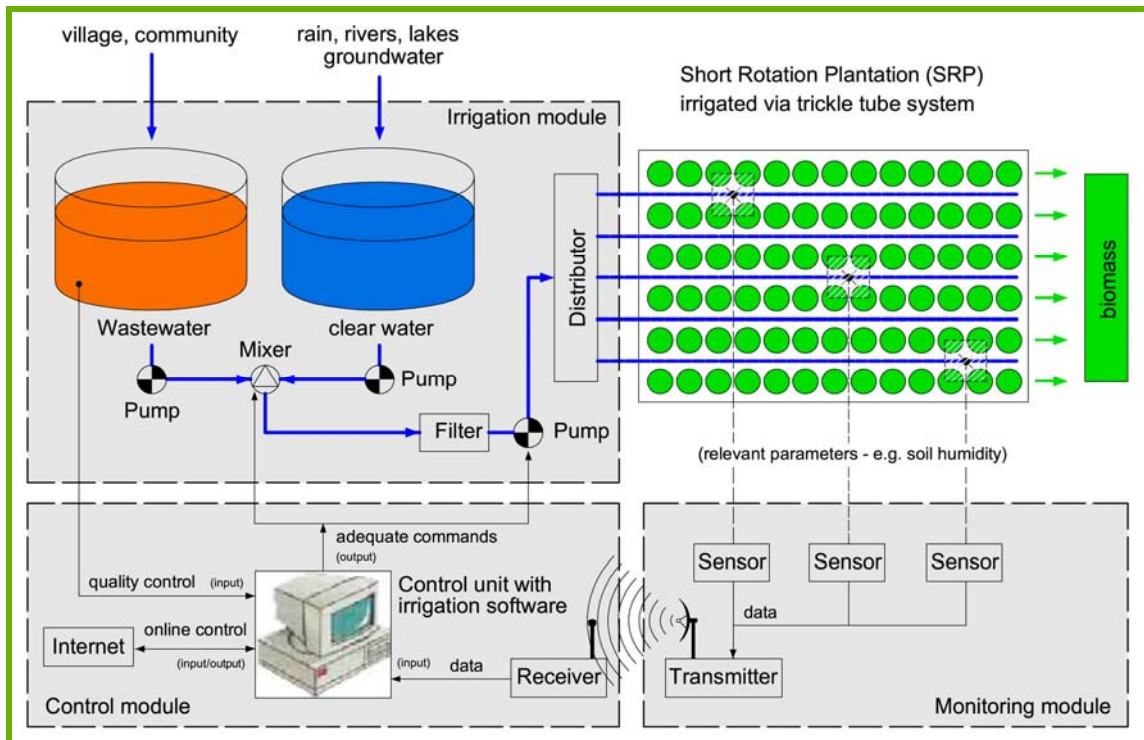 village, community
rain, rivers, lakes
groundwater
Short Rotation Plantation (SRP)
irrigated via trickle tube system
Irrigation module
Distributor
biomass
Wastewater
clear water
Mixer
Pump
Pump
Filter
Pump
(relevant parameters - e.g. soil humidity)
adequate commands
(output)
Sensor
Sensor
Sensor
quality control (input)
Control unit with
irrigation software
data
Internet
online control
(input/output)
(input)
data
Receiver
Transmitter
Control module
Monitoring module